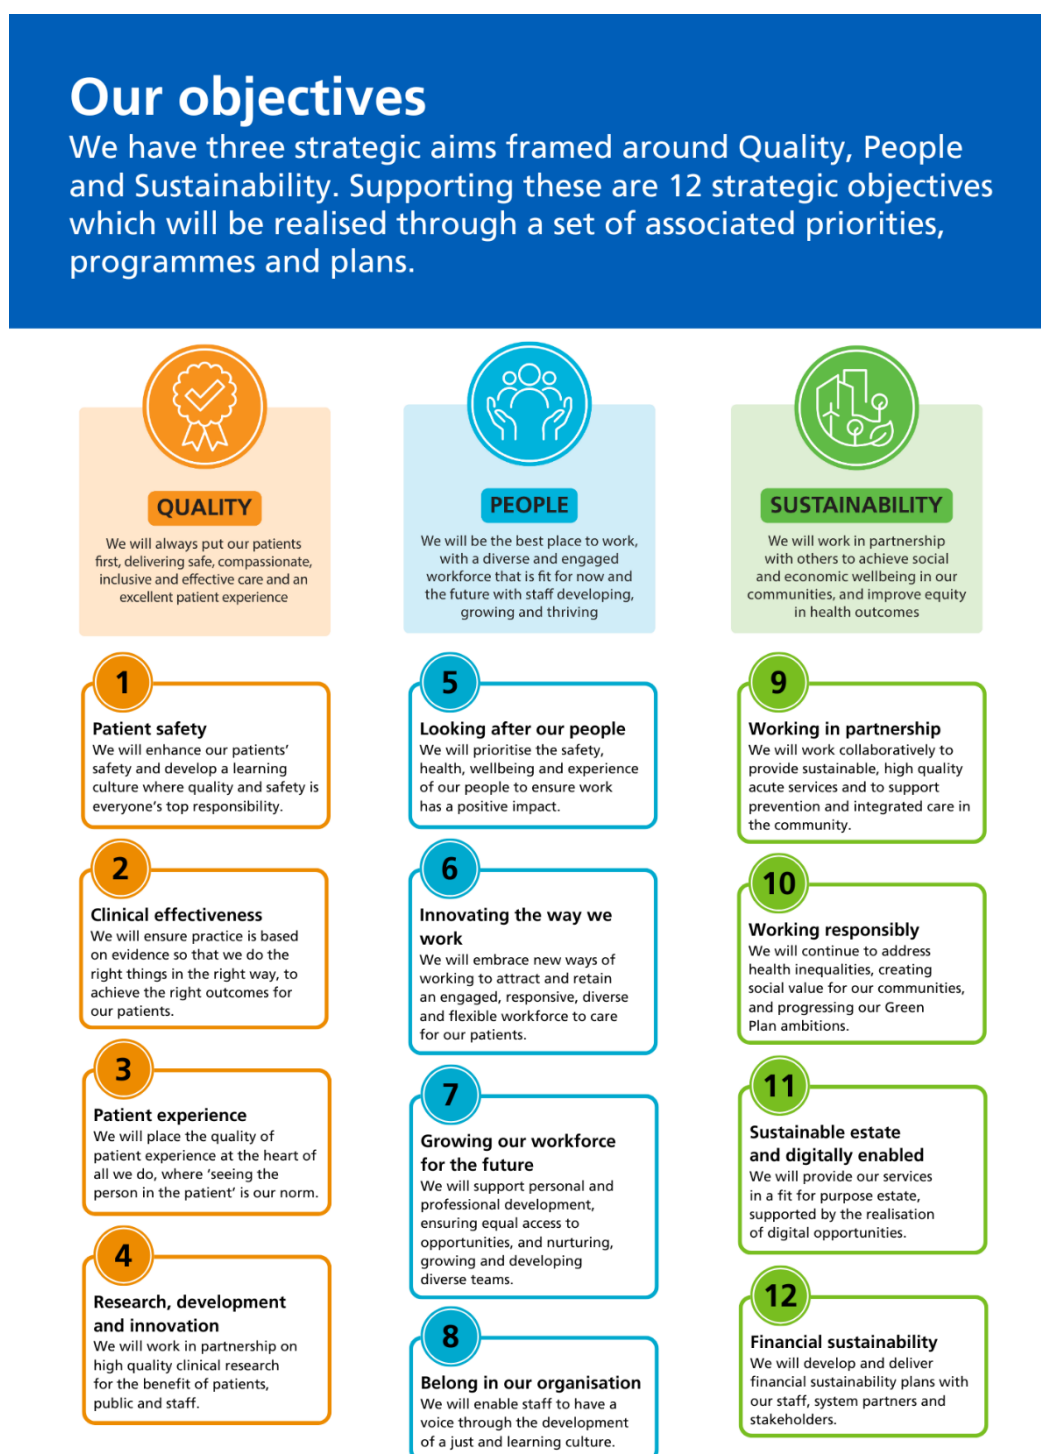 Our objectives
We have three strategic aims framed around Quality, People
and Sustainability. Supporting these are 12 strategic objectives
which will be realised through a set of associated priorities,
programmes and plans.
QUALITY
We will always put our patients
first, delivering safe, compassionate,
inclusive and effective care and an
excellent patient experience
1
Patient safety
We will enhance our patients’
safety and develop a learning
culture where quality and safety is
everyone’s top responsibility.
2
Clinical effectiveness
We will ensure practice is based
on evidence so that we do the
right things in the right way, to
achieve the right outcomes for
our patients.
3
Patient experience
We will place the quality of
patient experience at the heart of
all we do, where ‘seeing the
person in the patient’ is our norm.
4
Research, development
and innovation
We will work in partnership on
high quality clinical research
for the benefit of patients,
public and staff.
PEOPLE
We will be the best place to work,
with a diverse and engaged
workforce that is fit for now and
the future with staff developing,
growing and thriving
5
Looking after our people
We will prioritise the safety,
health, wellbeing and experience
of our people to ensure work
has a positive impact.
6
Innovating the way we
work
We will embrace new ways of
working to attract and retain
an engaged, responsive, diverse
and flexible workforce to care
for our patients.
7
Growing our workforce
for the future
We will support personal and
professional development,
ensuring equal access to
opportunities, and nurturing,
growing and developing
diverse teams.
8
Belong in our organisation
We will enable staff to have a
voice through the development
of a just and learning culture.
SUSTAINABILITY
We will work in partnership
with others to achieve social
and economic wellbeing in our
communities, and improve equity
in health outcomes
9
Working in partnership
We will work collaboratively to
provide sustainable, high quality
acute services and to support
prevention and integrated care in
the community.
10
Working responsibly
We will continue to address
health inequalities, creating
social value for our communities,
and progressing our Green
Plan ambitions.
11
Sustainable estate
and digitally enabled
We will provide our services
in a fit for purpose estate,
supported by the realisation
of digital opportunities.
12
Financial sustainability
We will develop and deliver
financial sustainability plans with
our staff, system partners and
stakeholders.